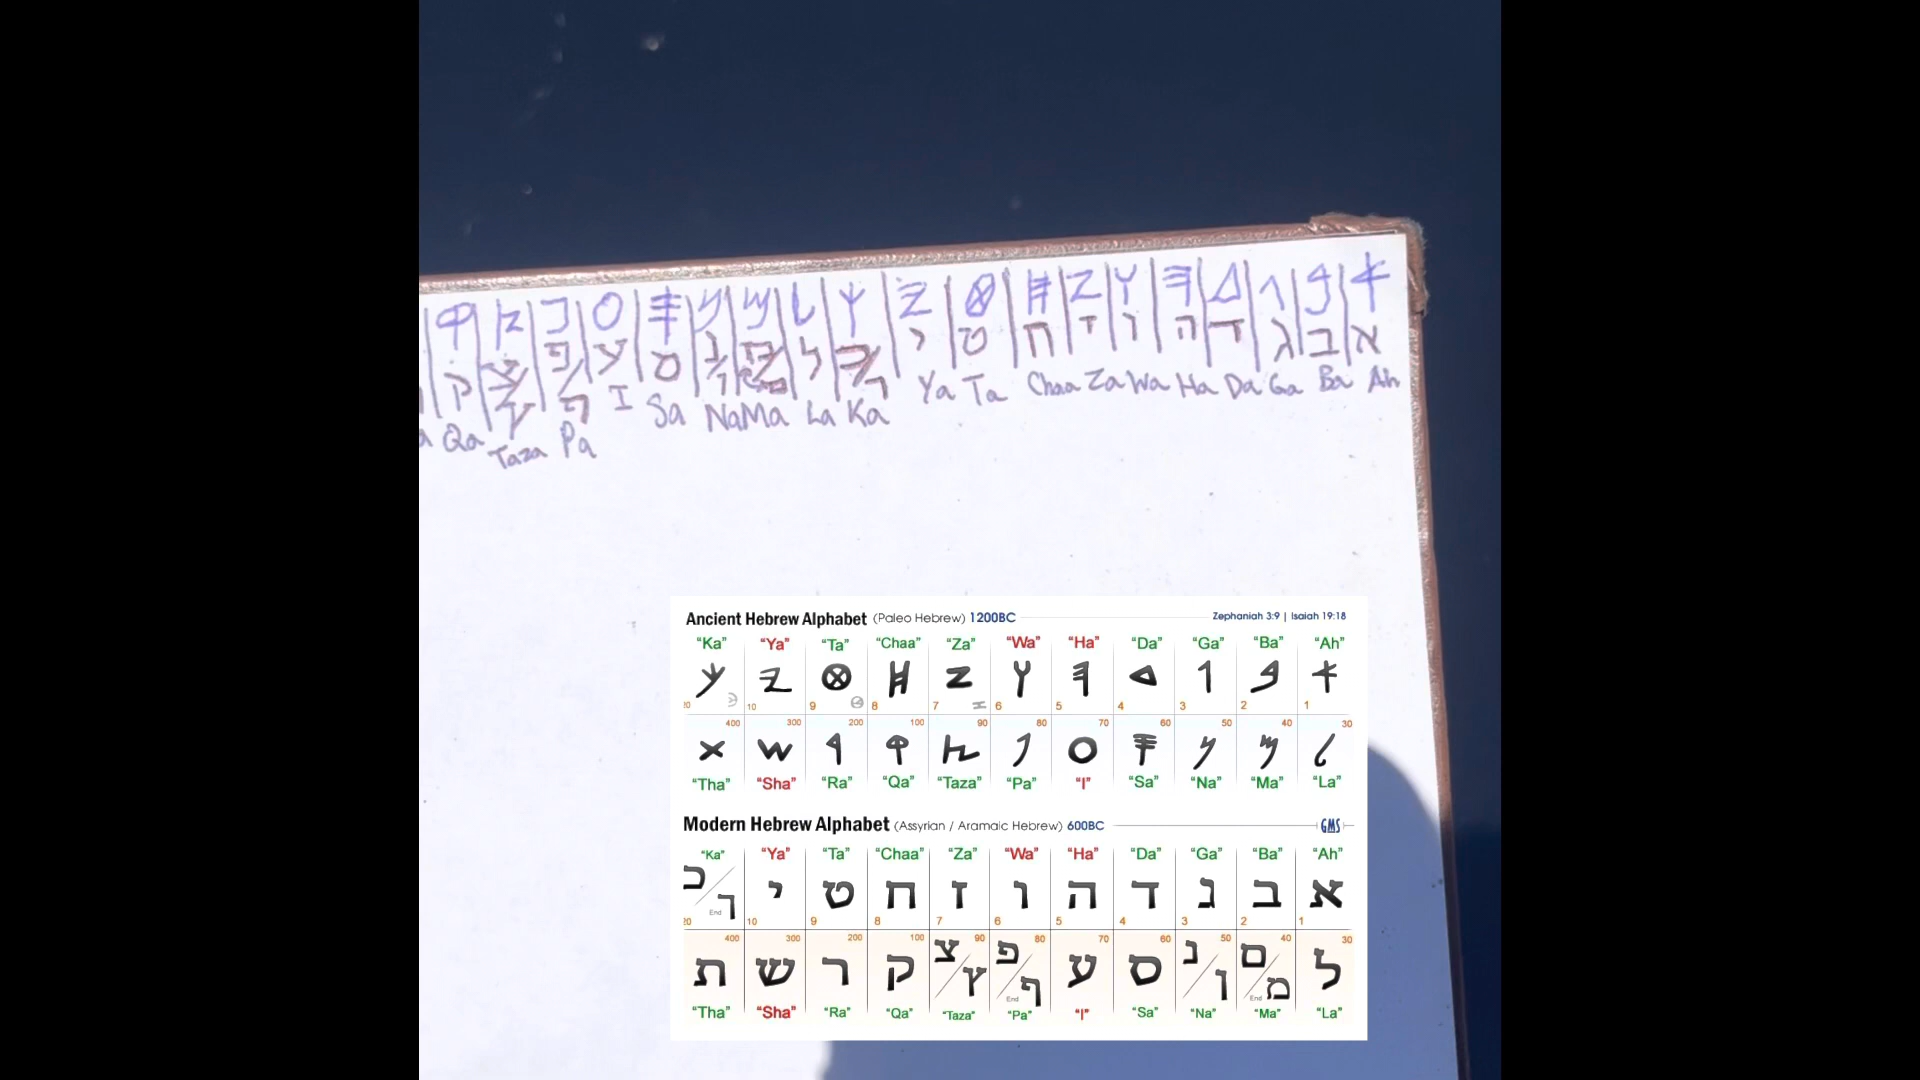 𐤒 𐤑 𐤐 𐤏 𐤎 𐤍 𐤌 𐤋 𐤊 𐤉 𐤈 𐤇 𐤆 𐤅 𐤄 𐤃 𐤂 𐤁 𐤀
ק צ/ץ פ/ף ע ס נ/ן ל כ/ך י ט ח ז ו ה ד ג ב א
Qa Taza Pa I Sa Na Ma La Ka Ya Ta Chaa Za Wa Ha Da Ga Ba Ah
Ancient Hebrew Alphabet (Paleo Hebrew) 1200BC Zephaniah 3:9 | Isaiah 19:18
"Ka" "Ya" "Ta" "Chaa" "Za" "Wa" "Ha" "Da" "Ga" "Ba" "Ah"
𐤊 𐤉 𐤈 𐤇 𐤆 𐤅 𐤄 𐤃 𐤂 𐤁 𐤀
20 10 9 8 7 6 5 4 3 2 1
400 300 200 100 90 80 70 60 50 40 30
𐤕 𐤔 𐤓 𐤒 𐤑 𐤐 𐤏 𐤎 𐤍 𐤌 𐤋
"Tha" "Sha" "Ra" "Qa" "Taza" "Pa" "I" "Sa" "Na" "Ma" "La"
Modern Hebrew Alphabet (Assyrian / Aramaic Hebrew) 600BC GMS
"Ka" "Ya" "Ta" "Chaa" "Za" "Wa" "Ha" "Da" "Ga" "Ba" "Ah"
כ/ך י ט ח ז ו ה ד ג ב א
20 End 10 9 8 7 6 5 4 3 2 1
400 300 200 100 90 80 70 60 50 40 30
ת ש ר ק צ/ץ פ/ף ע ס נ/ן ם/מ ל
End End
"Tha" "Sha" "Ra" "Qa" "Taza" "Pa" "I" "Sa" "Na" "Ma" "La"